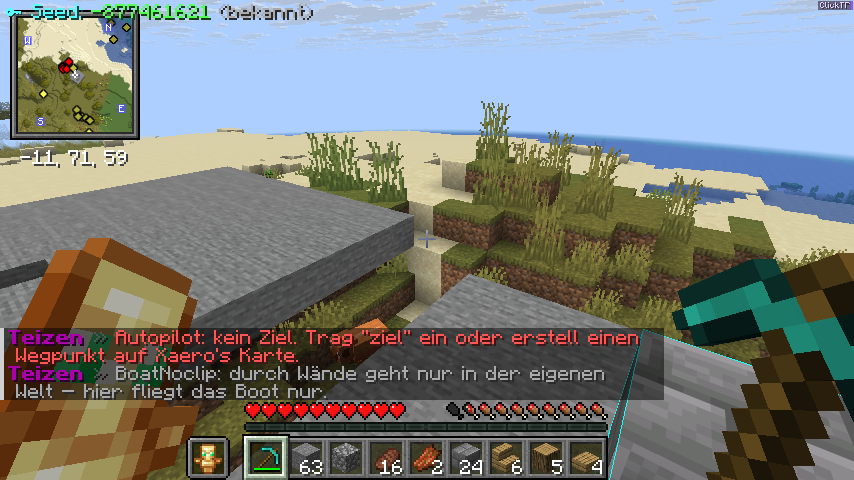 Seed: -877461621 (bekannt)
ClickTP
N
W
E
S
-11, 71, 59
Teizen » Autopilot: kein Ziel. Trag "ziel" ein oder erstell einen
Wegpunkt auf Xaero's Karte.
Teizen » BoatNoclip: durch Wände geht nur in der eigenen
Welt – hier fliegt das Boot nur.
63 16 2 24 6 5 4